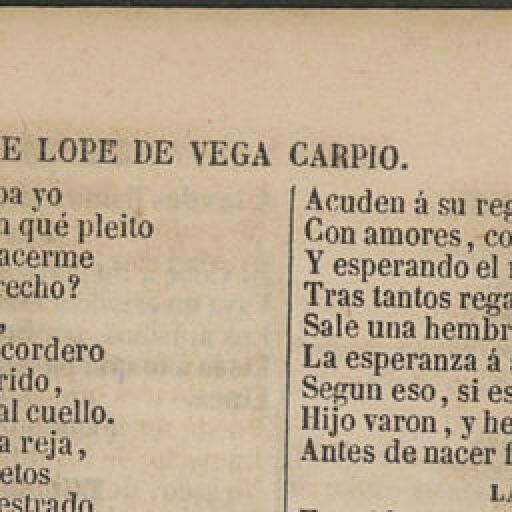 E LOPE DE VEGA CARPIO.
ba yo
n qué pleito
acerme
recho?
,
cordero
rido,
al cuello.
a reja,
etos
estrado
Acuden á su reg
Con amores, co
Y esperando el
Tras tantos rega
Sale una hembr
La esperanza á
Segun eso, si es
Hijo varon, y he
Antes de nacer f
LA